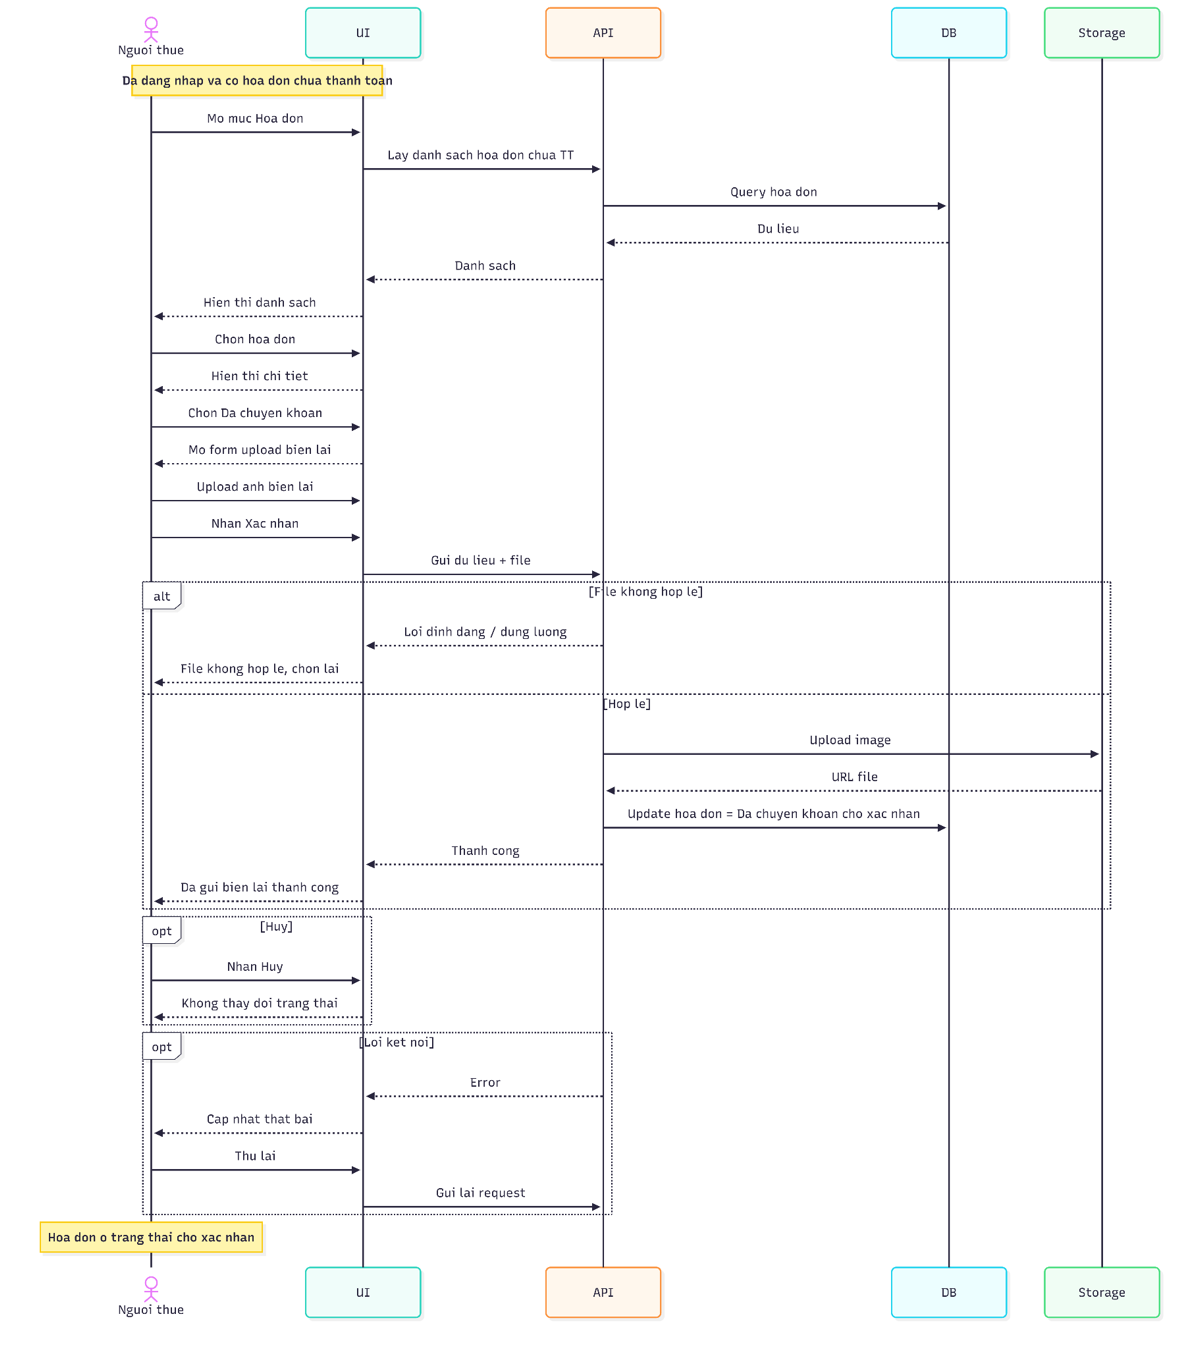 Nguoi thue
UI
API
DB
Storage
Da dang nhap va co hoa don chua thanh toan
Mo muc Hoa don
Lay danh sach hoa don chua TT
Query hoa don
Du lieu
Danh sach
Hien thi danh sach
Chon hoa don
Hien thi chi tiet
Chon Da chuyen khoan
Mo form upload bien lai
Upload anh bien lai
Nhan Xac nhan
Gui du lieu + file
alt
[File khong hop le]
Loi dinh dang / dung luong
File khong hop le, chon lai
[Hop le]
Upload image
URL file
Update hoa don = Da chuyen khoan cho xac nhan
Thanh cong
Da gui bien lai thanh cong
opt
[Huy]
Nhan Huy
Khong thay doi trang thai
opt
[Loi ket noi]
Error
Cap nhat that bai
Thu lai
Gui lai request
Hoa don o trang thai cho xac nhan
Nguoi thue
UI
API
DB
Storage